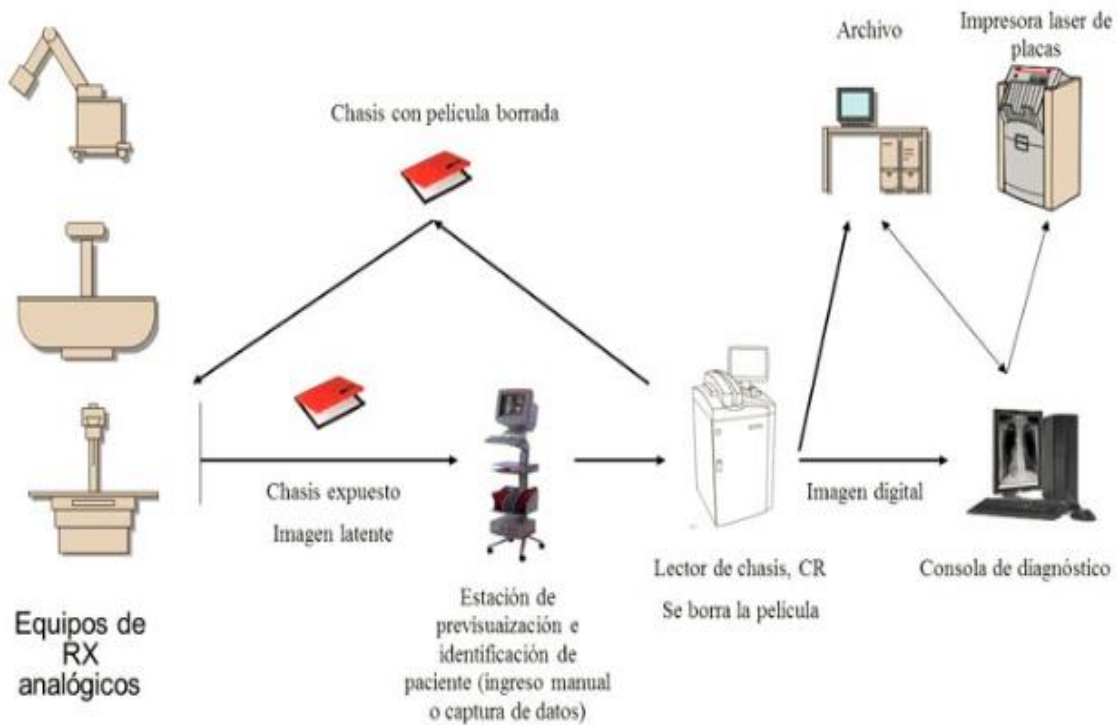 Archivo
Impresora laser de
placas
Chasis con película borrada
Chasis expuesto
Imagen latente
Imagen digital
Equipos de
RX
analógicos
Estación de
previsuaización e
identificación de
paciente (ingreso manual
o captura de datos)
Lector de chasis, CR
Se borra la película
Consola de diagnóstico